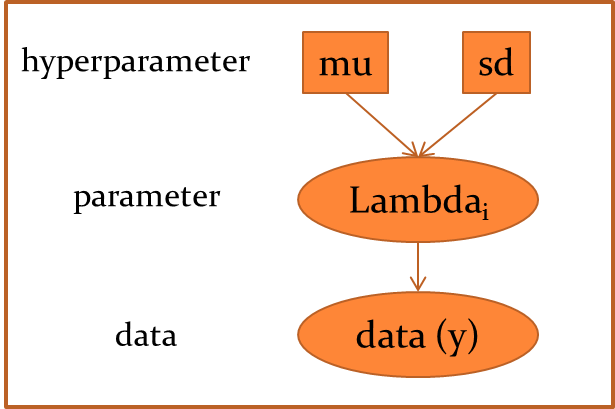 hyperparameter mu sd
parameter Lambdaᵢ
data data (y)